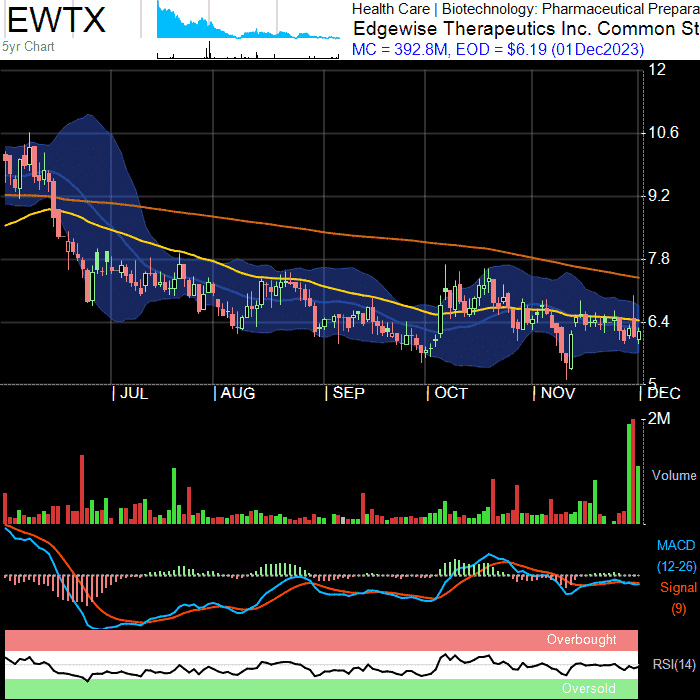 EWTX
5yr Chart
Health Care | Biotechnology: Pharmaceutical Prepara
Edgewise Therapeutics Inc. Common St
MC = 392.8M, EOD = $6.19 (01Dec2023)
12
10.6
9.2
7.8
6.4
5
JUL AUG SEP OCT NOV DEC
2M
Volume
MACD
(12-26)
Signal
(9)
Overbought
RSI(14)
Oversold